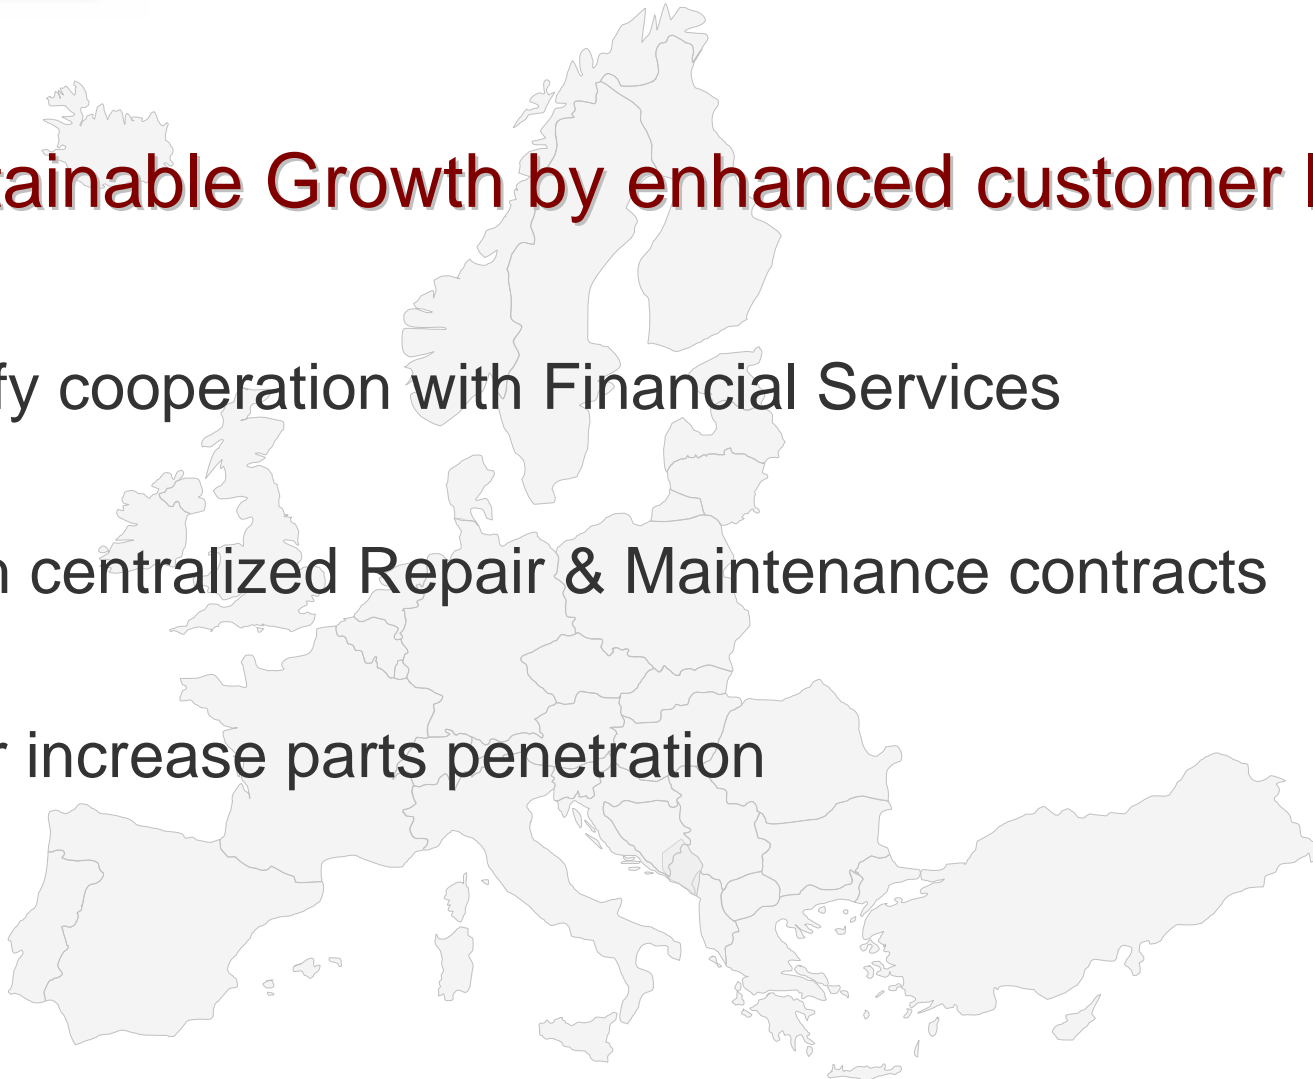 tainable Growth by enhanced customer
fy cooperation with Financial Services
centralized Repair & Maintenance contracts
increase parts penetration